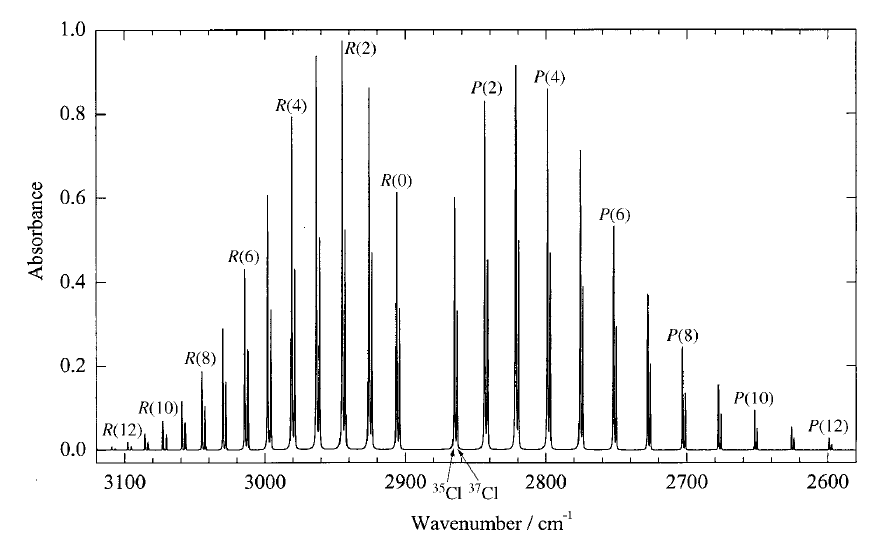 1.0
R(2)
P(2)
P(4)
R(4)
0.8
Absorbance
0.6
R(0)
P(6)
R(6)
0.4
R(8)
P(8)
0.2
R(10)
P(10)
R(12)
P(12)
0.0
3100 3000 2900 2800 2700 2600
³⁵Cl ³⁷Cl
Wavenumber / cm⁻¹